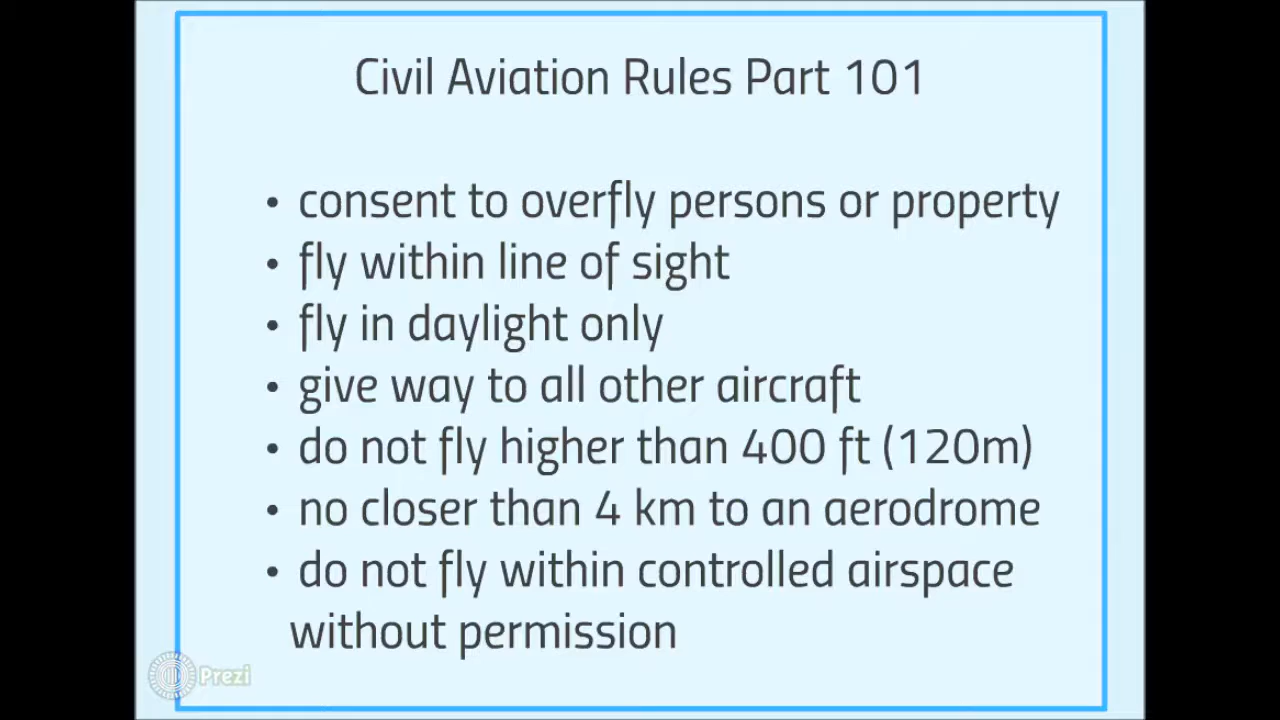 Civil Aviation Rules Part 101
• consent to overfly persons or property
• fly within line of sight
• fly in daylight only
• give way to all other aircraft
• do not fly higher than 400 ft (120m)
• no closer than 4 km to an aerodrome
• do not fly within controlled airspace
without permission
Prezi